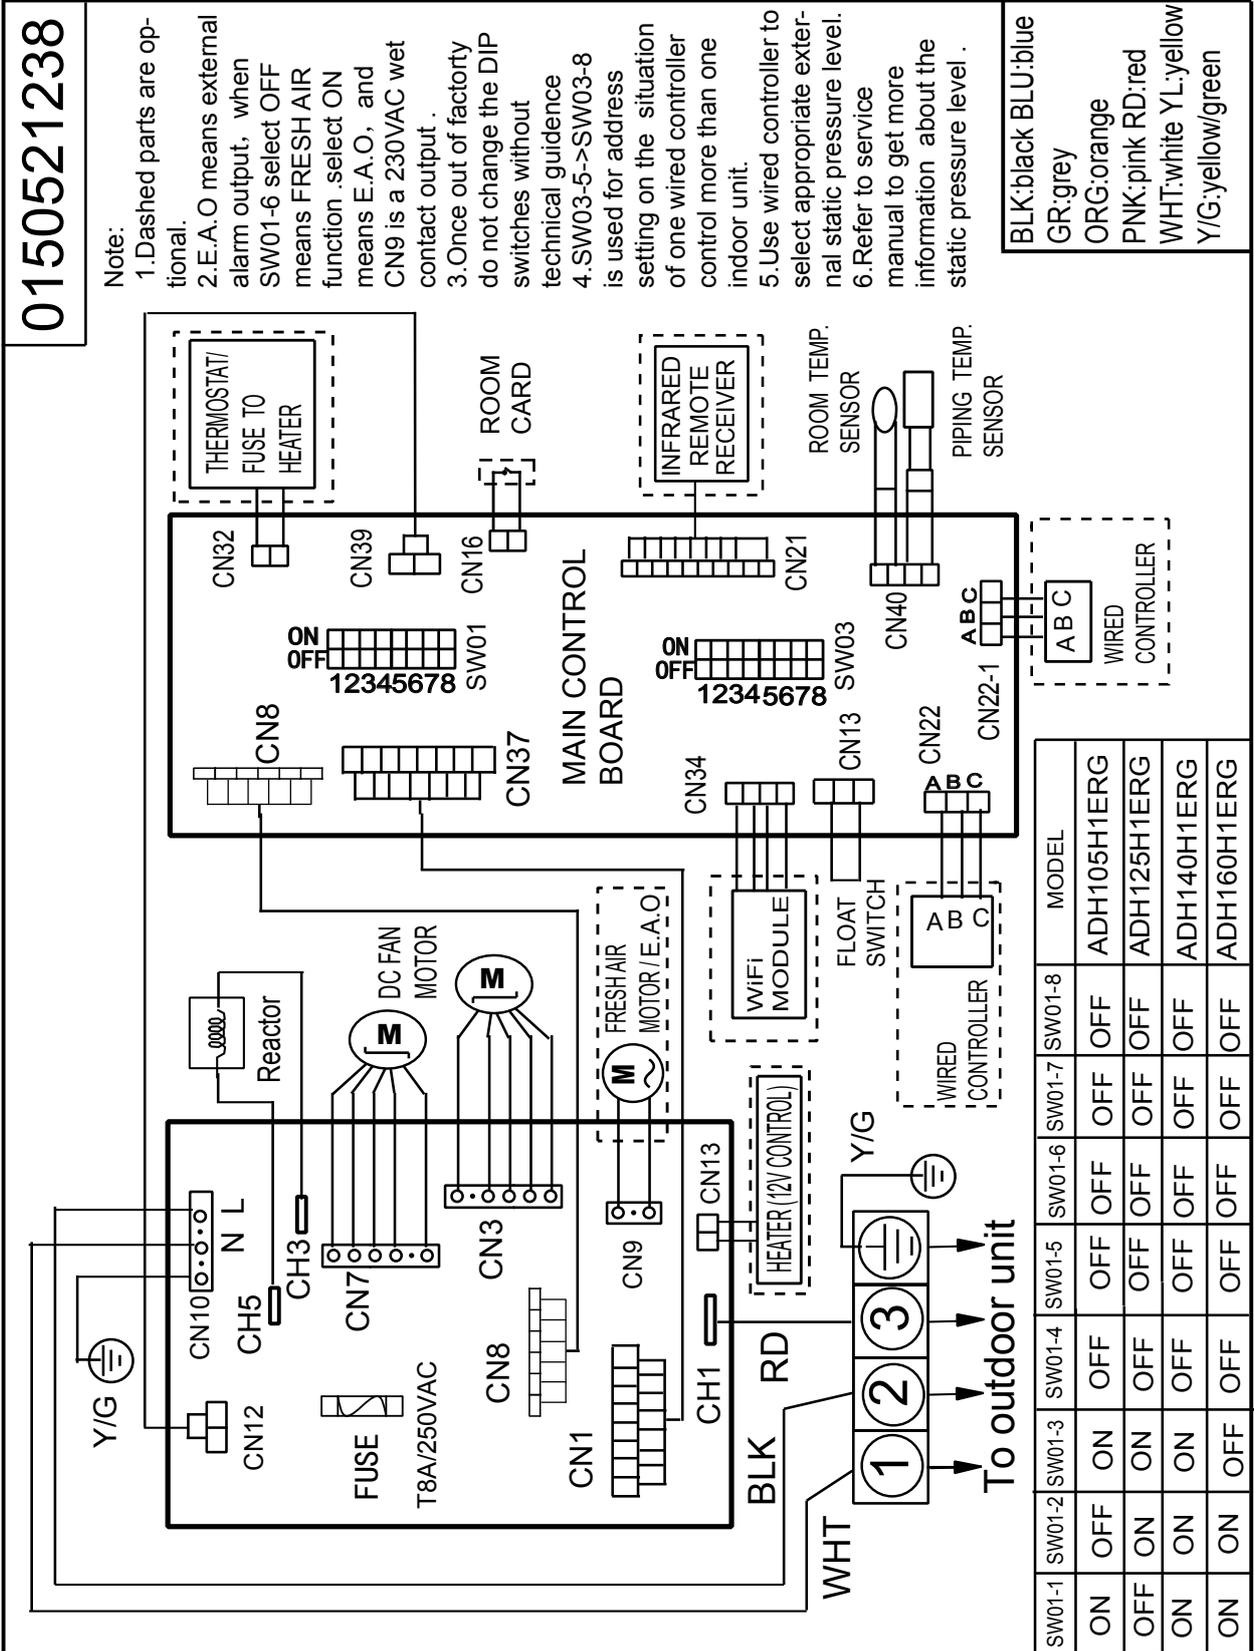 0150521238
Note:
1.Dashed parts are op-
tional.
2.E.A.O means external
alarm output, when
SW01-6 select OFF
means FRESH AIR
function .select ON
means E.A.O, and
CN9 is a 230VAC wet
contact output .
3.Once out of factory
do not change the DIP
switches without
technical guidence
4.SW03-5->SW03-8
is used for address
setting on the situation
of one wired controller
control more than one
indoor unit.
5.Use wired controller to
select appropriate exter-
nal static pressure level.
6.Refer to service
manual to get more
information about the
static pressure level .
BLK:black BLU:blue
GR:grey
ORG:orange
PNK:pink RD:red
WHT:white YL:yellow
Y/G:yellow/green
THERMOSTAT/
FUSE TO
HEATER
ROOM
CARD
INFRARED
REMOTE
RECEIVER
ROOM TEMP.
SENSOR
PIPING TEMP.
SENSOR
CN32
CN39
CN16
CN21
CN40
ON
OFF
12345678
SW01
MAIN CONTROL
BOARD
ON
OFF
12345678
SW03
A B C
CN22-1
A B C
WIRED
CONTROLLER
CN8
CN37
CN34
CN13
CN22
A B C
Reactor
DC FAN
MOTOR
M
M
FRESH AIR
MOTOR / E.A.O
M
WiFi
MODULE
FLOAT
SWITCH
A B C
WIRED
CONTROLLER
Y/G
CN10
N L
CH5
CH3
CN7
CN3
CN9
CN13
HEATER (12V CONTROL)
Y/G
CN12
FUSE
T8A/250VAC
CN8
CN1
CH1
RD
BLK
WHT
1 2 3
To outdoor unit
SW01-1 SW01-2 SW01-3 SW01-4 SW01-5 SW01-6 SW01-7 SW01-8 MODEL
ON OFF ON OFF OFF OFF OFF OFF ADH105H1ERG
OFF ON ON OFF OFF OFF OFF OFF ADH125H1ERG
ON ON ON OFF OFF OFF OFF OFF ADH140H1ERG
ON ON OFF OFF OFF OFF OFF OFF ADH160H1ERG